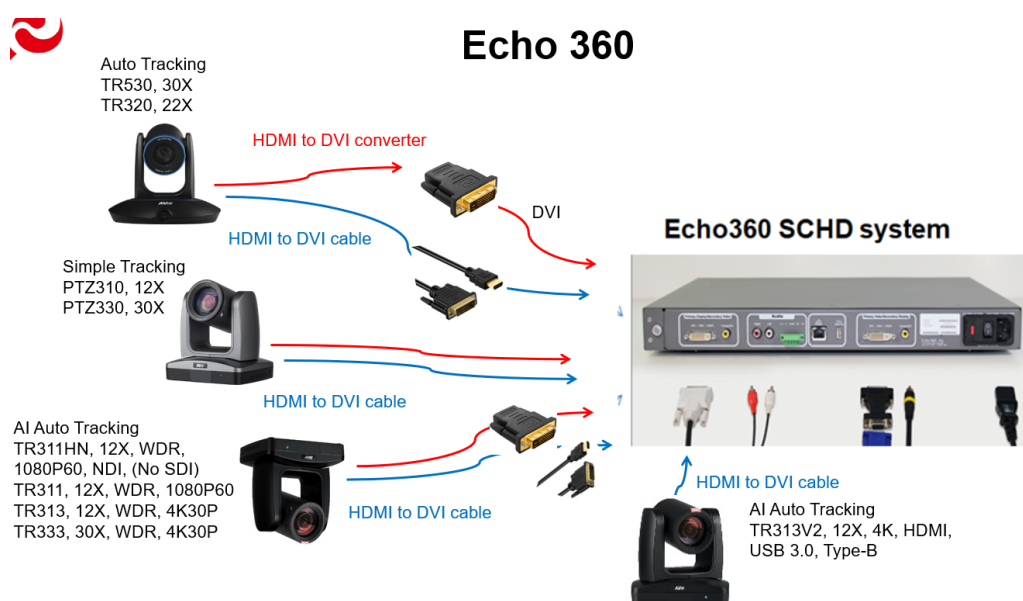 Echo 360
Auto Tracking
TR530, 30X
TR320, 22X
HDMI to DVI converter
DVI
HDMI to DVI cable
Echo360 SCHD system
Simple Tracking
PTZ310, 12X
PTZ330, 30X
Audio
HDMI to DVI cable
AI Auto Tracking
TR311HN, 12X, WDR,
1080P60, NDI, (No SDI)
TR311, 12X, WDR, 1080P60
TR313, 12X, WDR, 4K30P
TR333, 30X, WDR, 4K30P
HDMI to DVI cable
HDMI to DVI cable
AI Auto Tracking
TR313V2, 12X, 4K, HDMI,
USB 3.0, Type-B